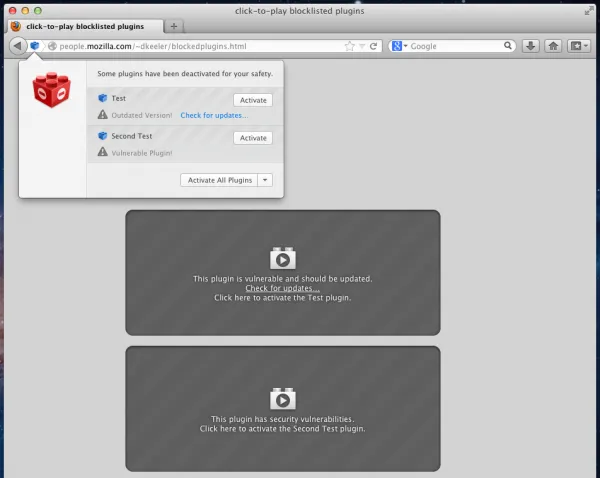 click-to-play blocklisted plugins
click-to-play blocklisted plugins
people.mozilla.com/~dkeeler/blockedplugins.html
Google
Some plugins have been deactivated for your safety.
Test
Activate
Outdated Version!
Check for updates...
Second Test
Activate
Vulnerable Plugin!
Activate All Plugins
This plugin is vulnerable and should be updated.
Check for updates...
Click here to activate the Test plugin.
This plugin has security vulnerabilities.
Click here to activate the Second Test plugin.